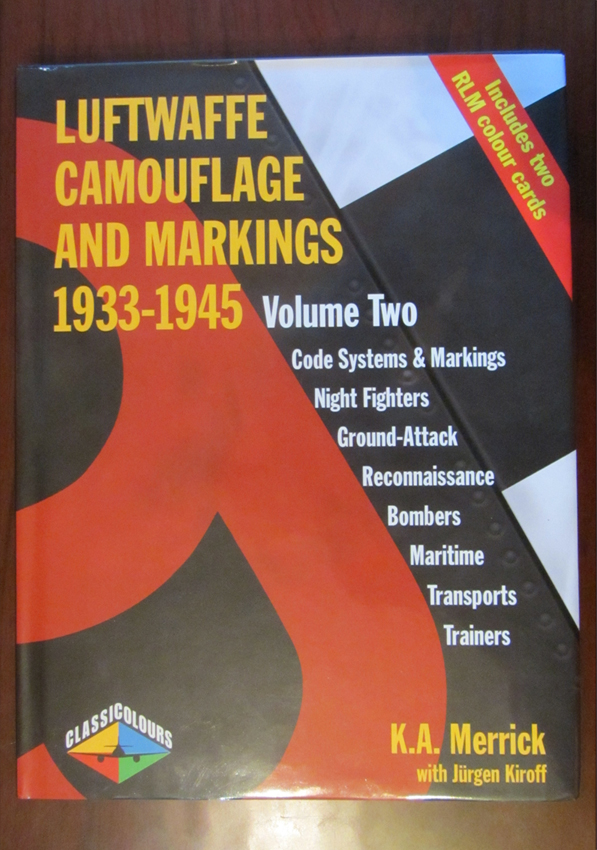 LUFTWAFFE
CAMOUFLAGE
AND MARKINGS
1933-1945 Volume Two
Includes two
RLM colour cards
Code Systems & Markings
Night Fighters
Ground-Attack
Reconnaissance
Bombers
Maritime
Transports
Trainers
CLASSICOLOURS
K.A. Merrick
with Jürgen Kiroff